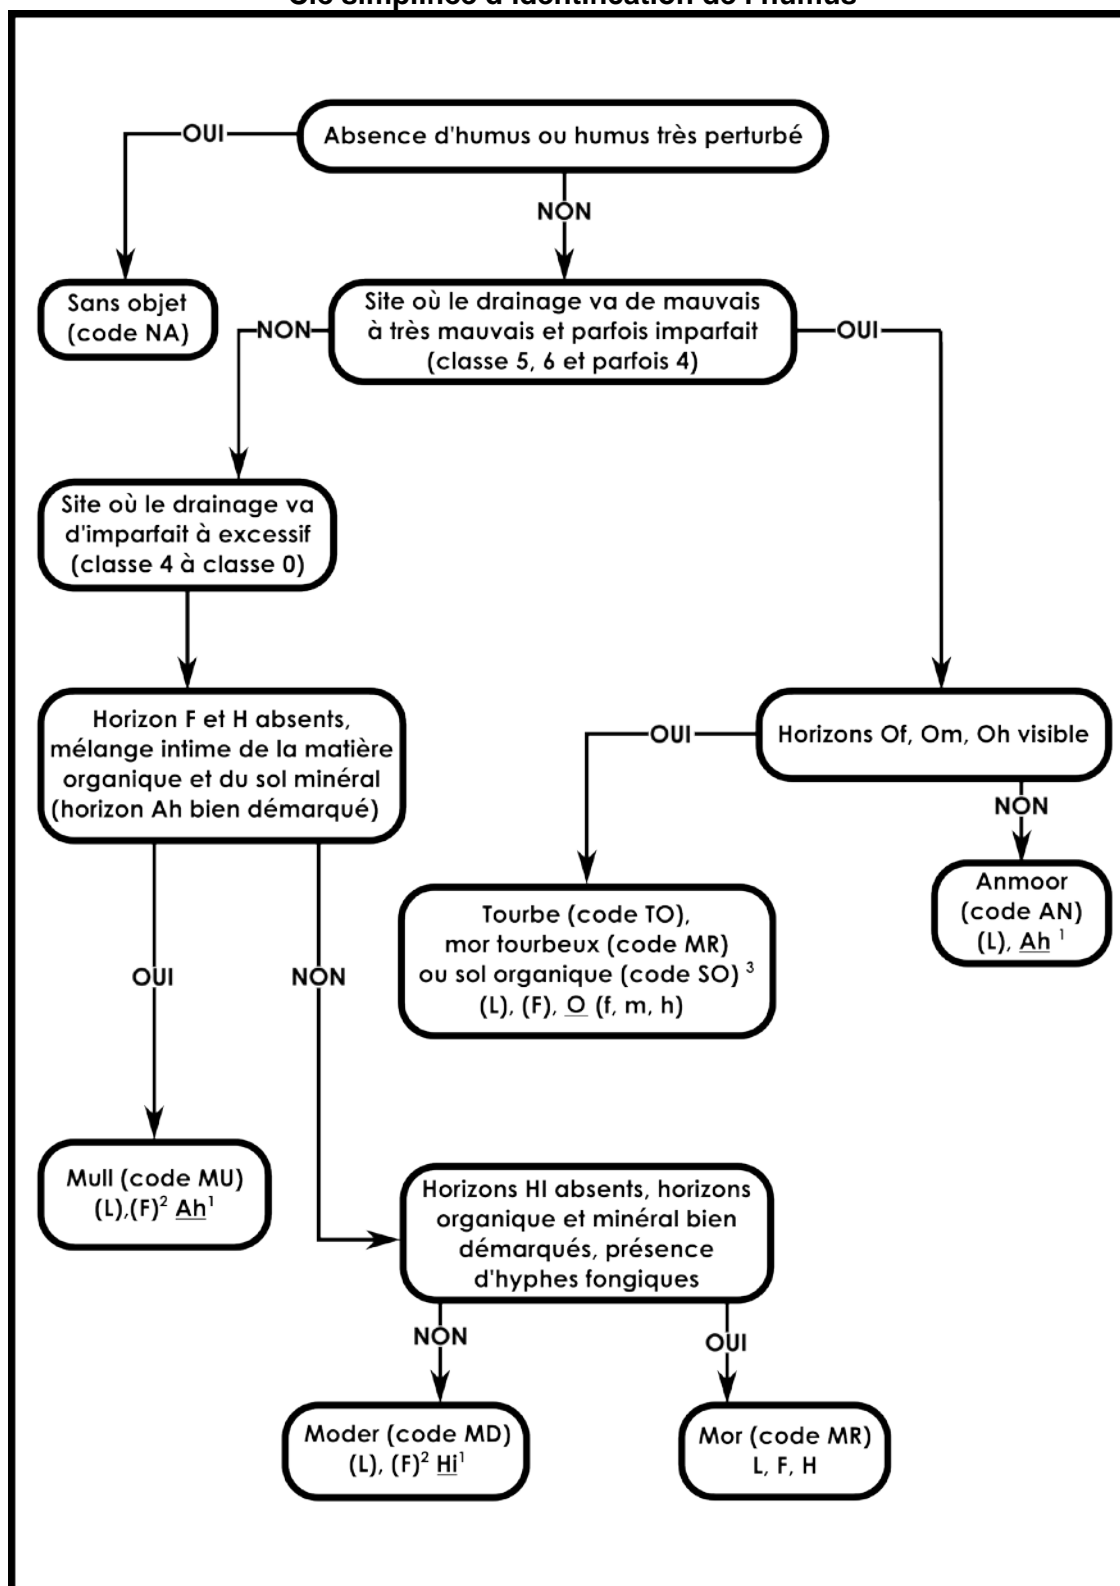 Clé simplifiée d'identification de l'humus
OUI
Absence d'humus ou humus très perturbé
NON
Sans objet
(code NA)
NON
Site où le drainage va de mauvais
à très mauvais et parfois imparfait
(classe 5, 6 et parfois 4)
OUI
Site où le drainage va
d'imparfait à excessif
(classe 4 à classe 0)
Horizon F et H absents,
mélange intime de la matière
organique et du sol minéral
(horizon Ah bien démarqué)
OUI
Horizons Of, Om, Oh visible
NON
Tourbe (code TO),
mor tourbeux (code MR)
ou sol organique (code SO) 3
(L), (F), O (f, m, h)
Anmoor
(code AN)
(L), Ah 1
OUI
NON
Mull (code MU)
(L),(F)2 Ah1
Horizons HI absents, horizons
organique et minéral bien
démarqués, présence
d'hyphes fongiques
NON
OUI
Moder (code MD)
(L), (F)2 Hi1
Mor (code MR)
L, F, H